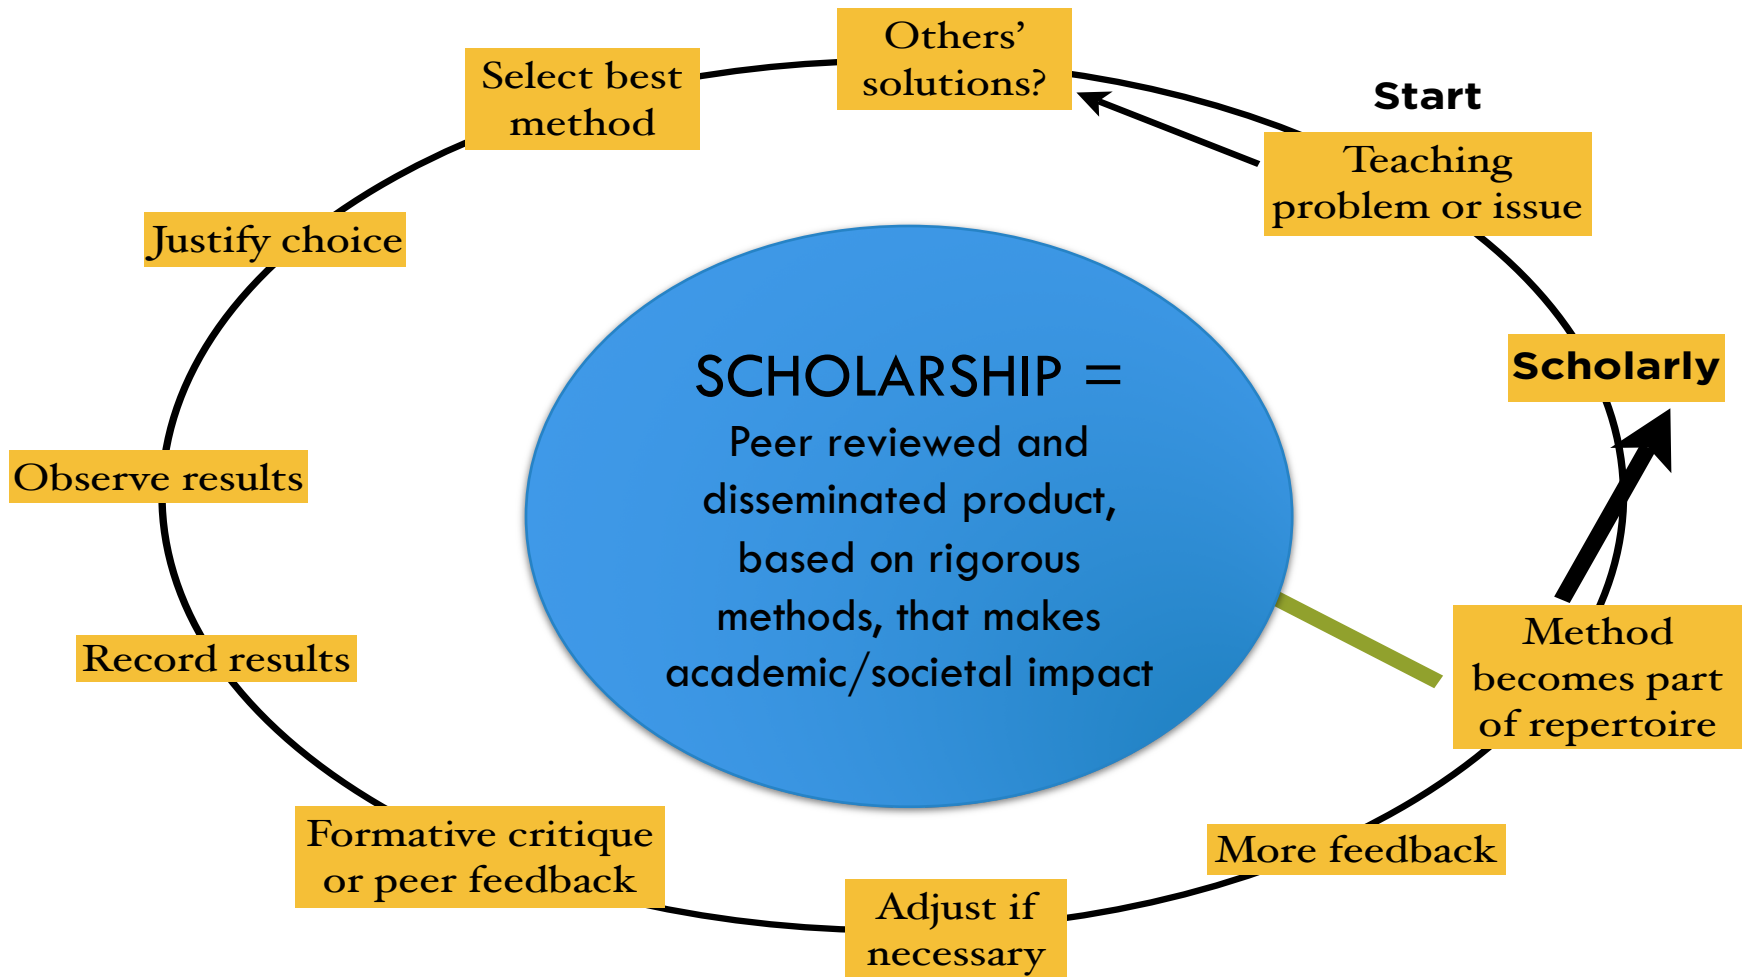 Start
Teaching
problem or issue
Others’
solutions?
Select best
method
Justify choice
Observe results
Record results
Formative critique
or peer feedback
Adjust if
necessary
More feedback
Method
becomes part
of repertoire
Scholarly
SCHOLARSHIP =
Peer reviewed and
disseminated product,
based on rigorous
methods, that makes
academic/societal impact